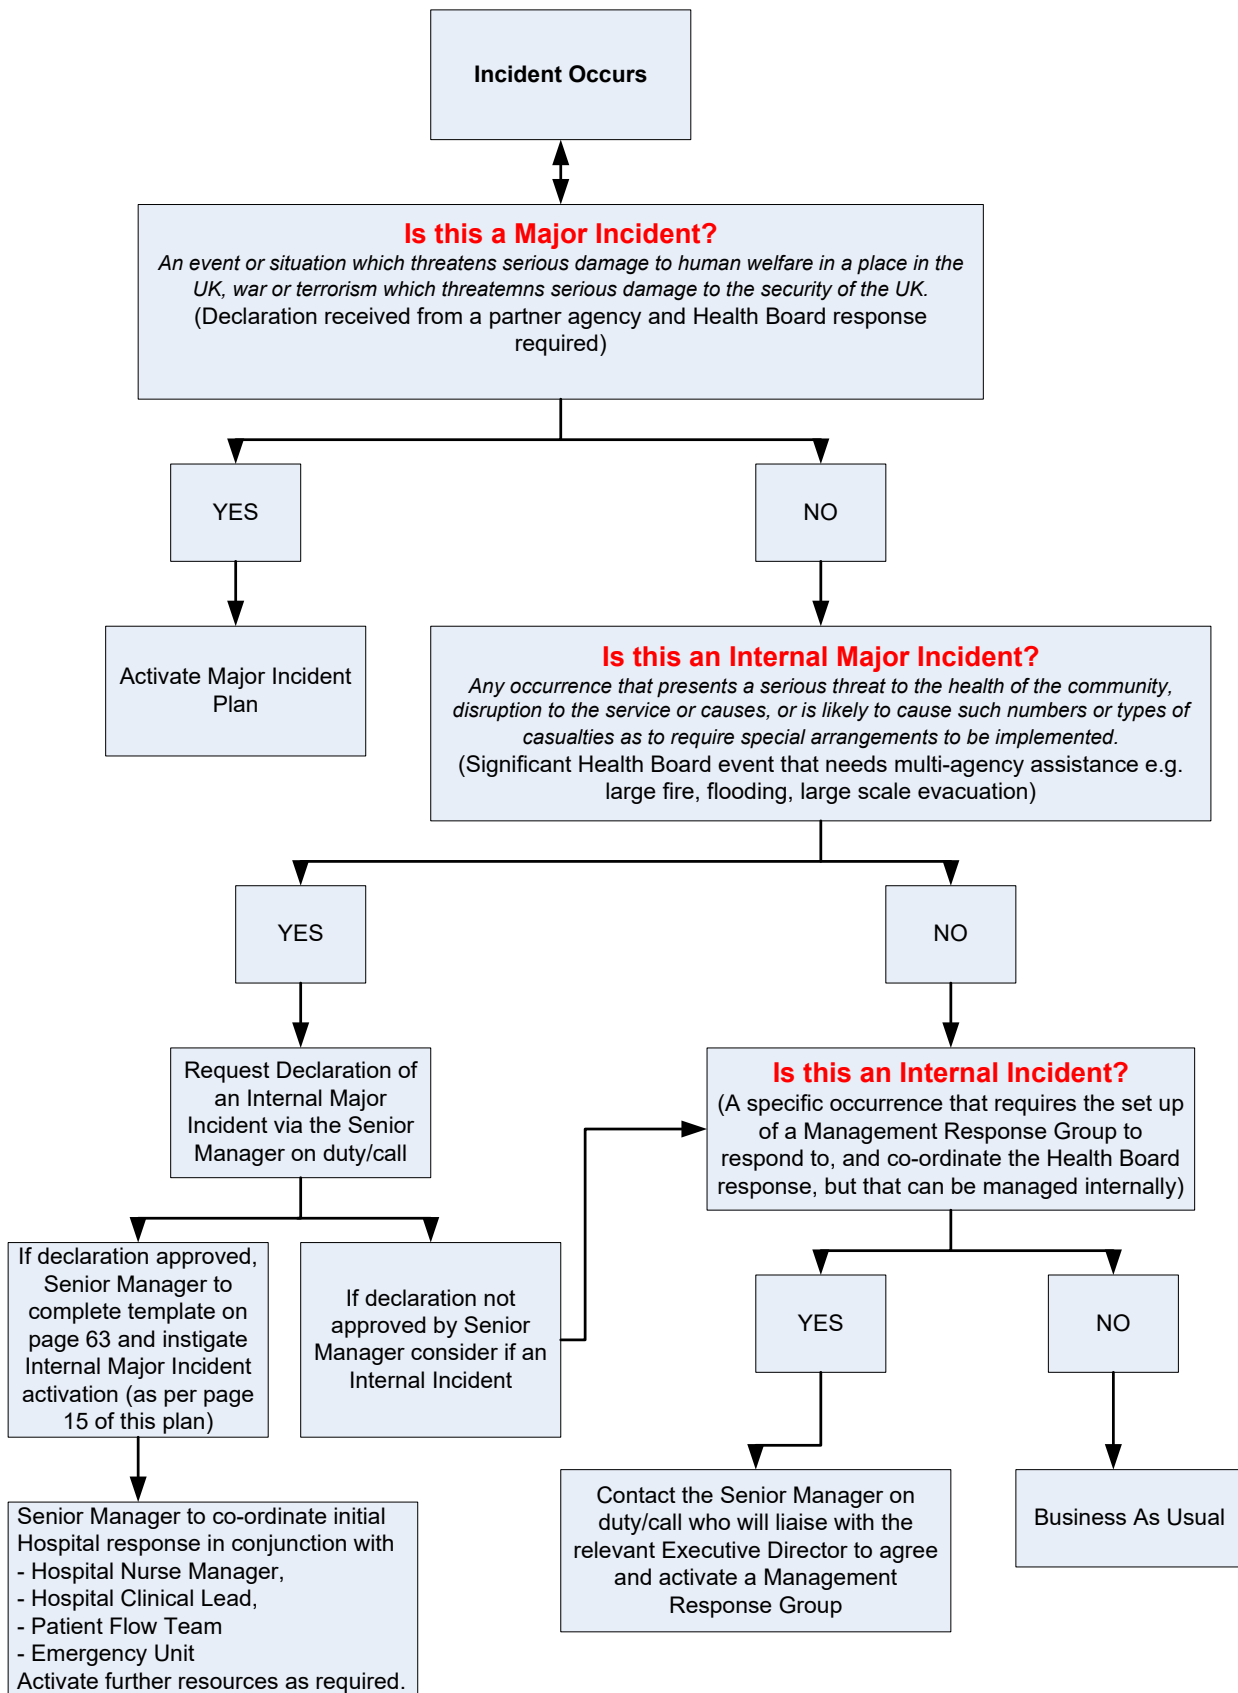 Incident Occurs
Is this a Major Incident?
An event or situation which threatens serious damage to human welfare in a place in the
UK, war or terrorism which threatemns serious damage to the security of the UK.
(Declaration received from a partner agency and Health Board response
required)
YES
NO
Activate Major Incident
Plan
Is this an Internal Major Incident?
Any occurrence that presents a serious threat to the health of the community,
disruption to the service or causes, or is likely to cause such numbers or types of
casualties as to require special arrangements to be implemented.
(Significant Health Board event that needs multi-agency assistance e.g.
large fire, flooding, large scale evacuation)
YES
NO
Request Declaration of
an Internal Major
Incident via the Senior
Manager on duty/call
Is this an Internal Incident?
(A specific occurrence that requires the set up
of a Management Response Group to
respond to, and co-ordinate the Health Board
response, but that can be managed internally)
If declaration approved,
Senior Manager to
complete template on
page 63 and instigate
Internal Major Incident
activation (as per page
15 of this plan)
If declaration not
approved by Senior
Manager consider if an
Internal Incident
YES
NO
Senior Manager to co-ordinate initial
Hospital response in conjunction with
- Hospital Nurse Manager,
- Hospital Clinical Lead,
- Patient Flow Team
- Emergency Unit
Activate further resources as required.
Contact the Senior Manager on
duty/call who will liaise with the
relevant Executive Director to agree
and activate a Management
Response Group
Business As Usual